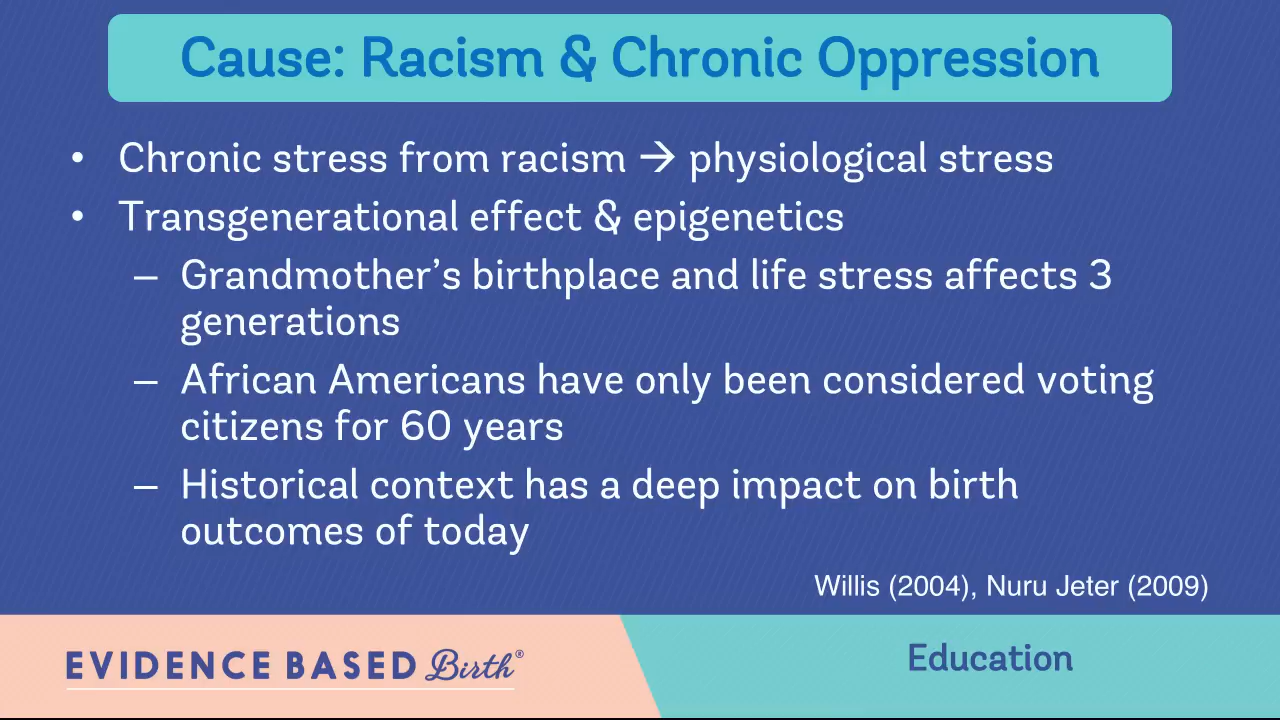 Cause: Racism & Chronic Oppression
• Chronic stress from racism → physiological stress
• Transgenerational effect & epigenetics
– Grandmother’s birthplace and life stress affects 3
generations
– African Americans have only been considered voting
citizens for 60 years
– Historical context has a deep impact on birth
outcomes of today
Willis (2004), Nuru Jeter (2009)
EVIDENCE BASED Birth®
Education